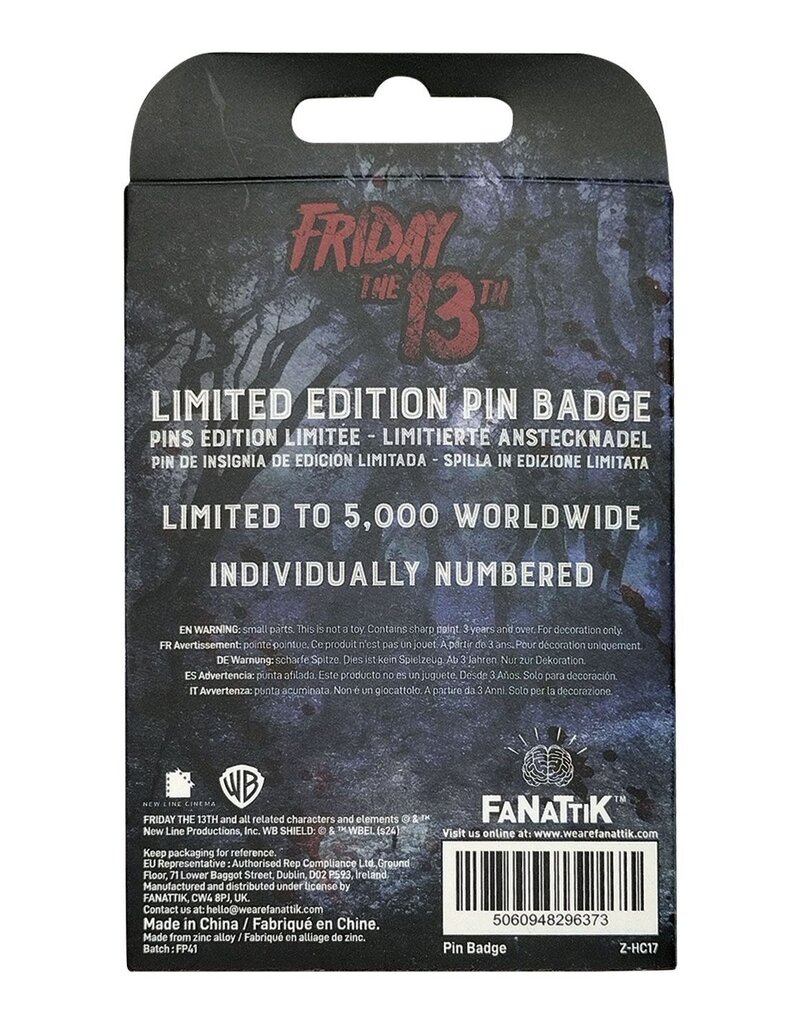 FRIDAY
THE 13TH
LIMITED EDITION PIN BADGE
PINS EDITION LIMITÉE - LIMITIERTE ANSTECKNADEL
PIN DE INSIGNIA DE EDICION LIMITADA - SPILLA IN EDIZIONE LIMITATA
LIMITED TO 5,000 WORLDWIDE
INDIVIDUALLY NUMBERED
EN WARNING: small parts. This is not a toy. Contains sharp point. 3 years and over. For decoration only.
FR Avertissement: pointe pointue. Ce produit n'est pas un jouet. A partir de 3 ans. Pour décoration uniquement.
DE Warnung: scharfe Spitze. Dies ist kein Spielzeug. Ab 3 Jahren. Nur zur Dekoration.
ES Advertencia: punta afilada. Este producto no es un juguete. Desde 3 Años. Solo para decoración.
IT Avvertenza: punta acuminata. Non é un giocattolo. A partire da 3 Anni. Solo per la decorazione.
NEW LINE CINEMA
WB
FRIDAY THE 13TH and all related characters and elements © & ™
New Line Productions, Inc. WB SHIELD: © & ™ WBEI. (s24)
FANATTIK™
Visit us online at: www.wearefanattik.com
Keep packaging for reference.
EU Representative : Authorised Rep Compliance Ltd. Ground
Floor, 71 Lower Baggot Street, Dublin, D02 P593, Ireland.
Manufactured and distributed under license by
FANATTIK, CW4 8PJ, UK.
Contact us at: hello@wearefanattik.com
Made in China / Fabriqué en Chine.
Made from zinc alloy / Fabriqué en alliage de zinc.
Batch : FP41
5060948296373
Pin Badge Z-HC17